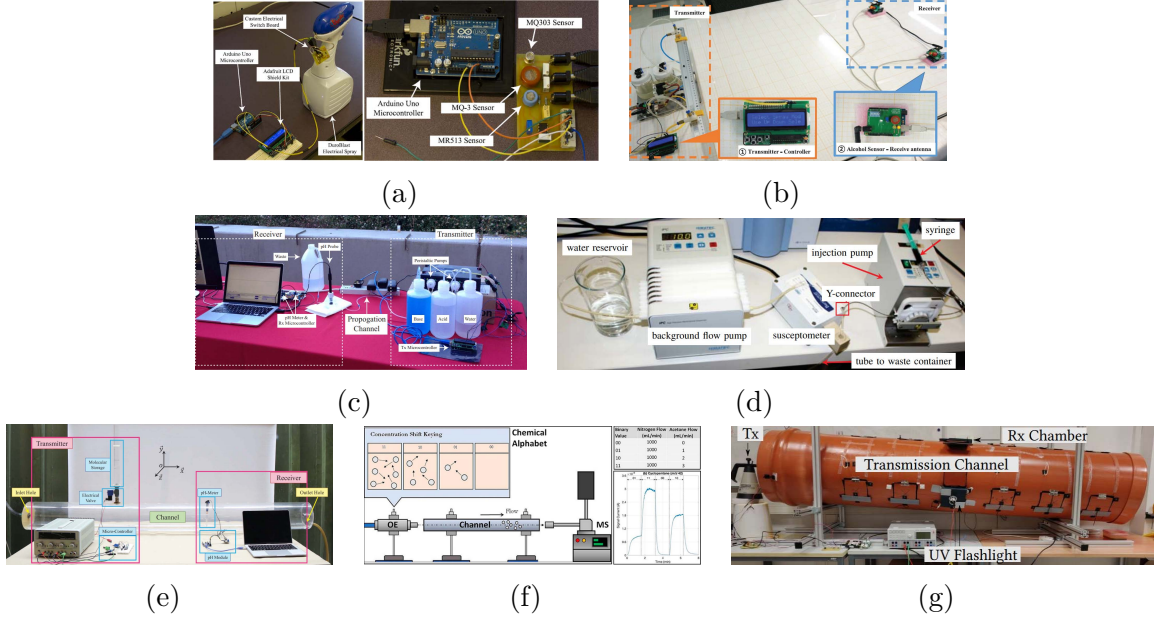 Custom Electrical
Switch Board
Arduino Uno
Microcontroller
Adafruit LCD
Shield Kit
DuroBlast
Electrical Spray
MQ303 Sensor
ARDUINO
UNO
Arduino Uno
Microcontroller
MQ-3 Sensor
MR513 Sensor
(a)
Transmitter
Receiver
① Transmitter – Controller
② Alcohol Sensor – Receive antenna
(b)
Receiver
Transmitter
pH Probe
Waste
Peristaltic Pumps
pH Meter &
Rx Microcontroller
Propogation
Channel
Base
Acid
Water
Tx Microcontroller
(c)
water reservoir
syringe
injection pump
Y-connector
background flow pump
susceptometer
tube to waste container
(d)
Transmitter
Molecular
Storage
Electrical
Valve
Receiver
Inlet Hole
pH-Meter
Outlet Hole
Channel
Micro-Controller
pH-Module
(e)
Concentration Shift Keying
Chemical
Alphabet
Binary
Value
Nitrogen Flow
(mL/min)
Acetone Flow
(mL/min)
00 1000 0
01 1000 1
10 1000 2
11 1000 3
Flow
OE
Channel
MS
Time (min)
(f)
Tx
Rx Chamber
Transmission Channel
UV Flashlight
(g)